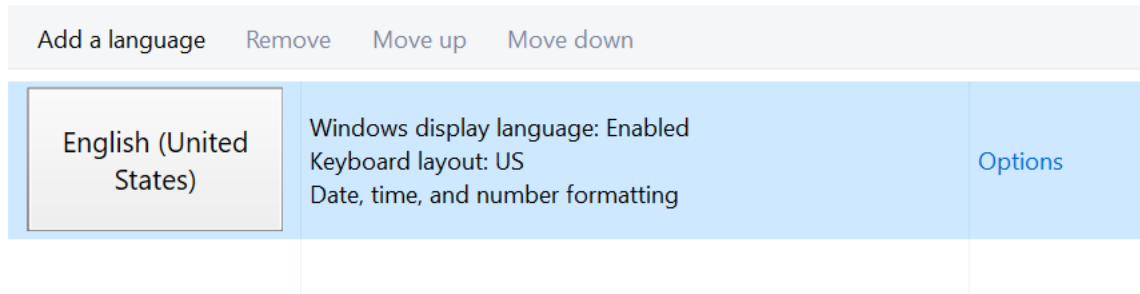 Add a language Remove Move up Move down
English (United
States)
Windows display language: Enabled
Keyboard layout: US
Date, time, and number formatting
Options